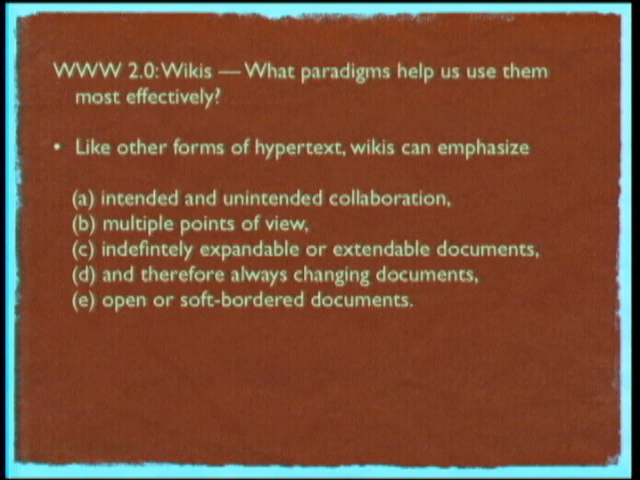 WWW 2.0: Wikis — What paradigms help us use them
most effectively?
• Like other forms of hypertext, wikis can emphasize
(a) intended and unintended collaboration,
(b) multiple points of view,
(c) indefintely expandable or extendable documents,
(d) and therefore always changing documents,
(e) open or soft-bordered documents.